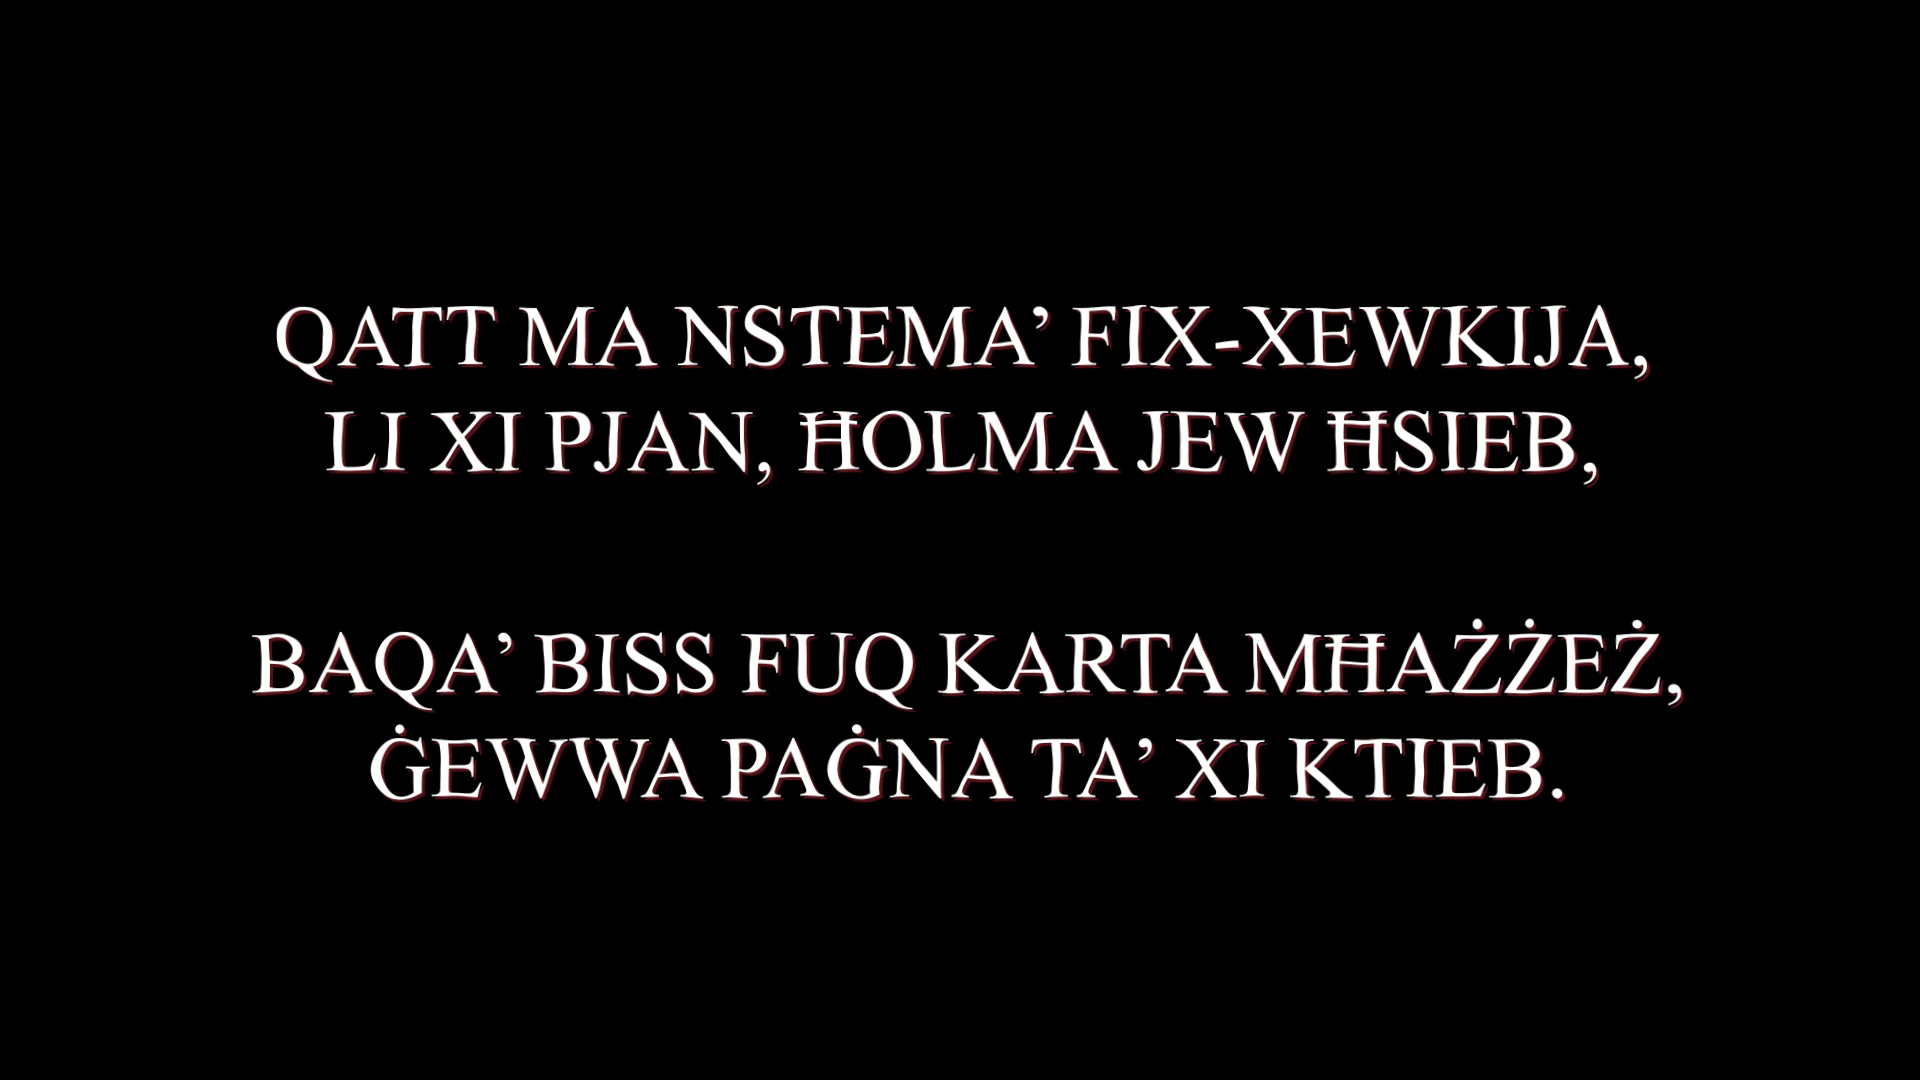 QATT MA NSTEMA’ FIX-XEWKIJA,
LI XI PJAN, ĦOLMA JEW ĦSIEB,
BAQA’ BISS FUQ KARTA MĦAŻŻEŻ,
ĠEWWA PAĠNA TA’ XI KTIEB.